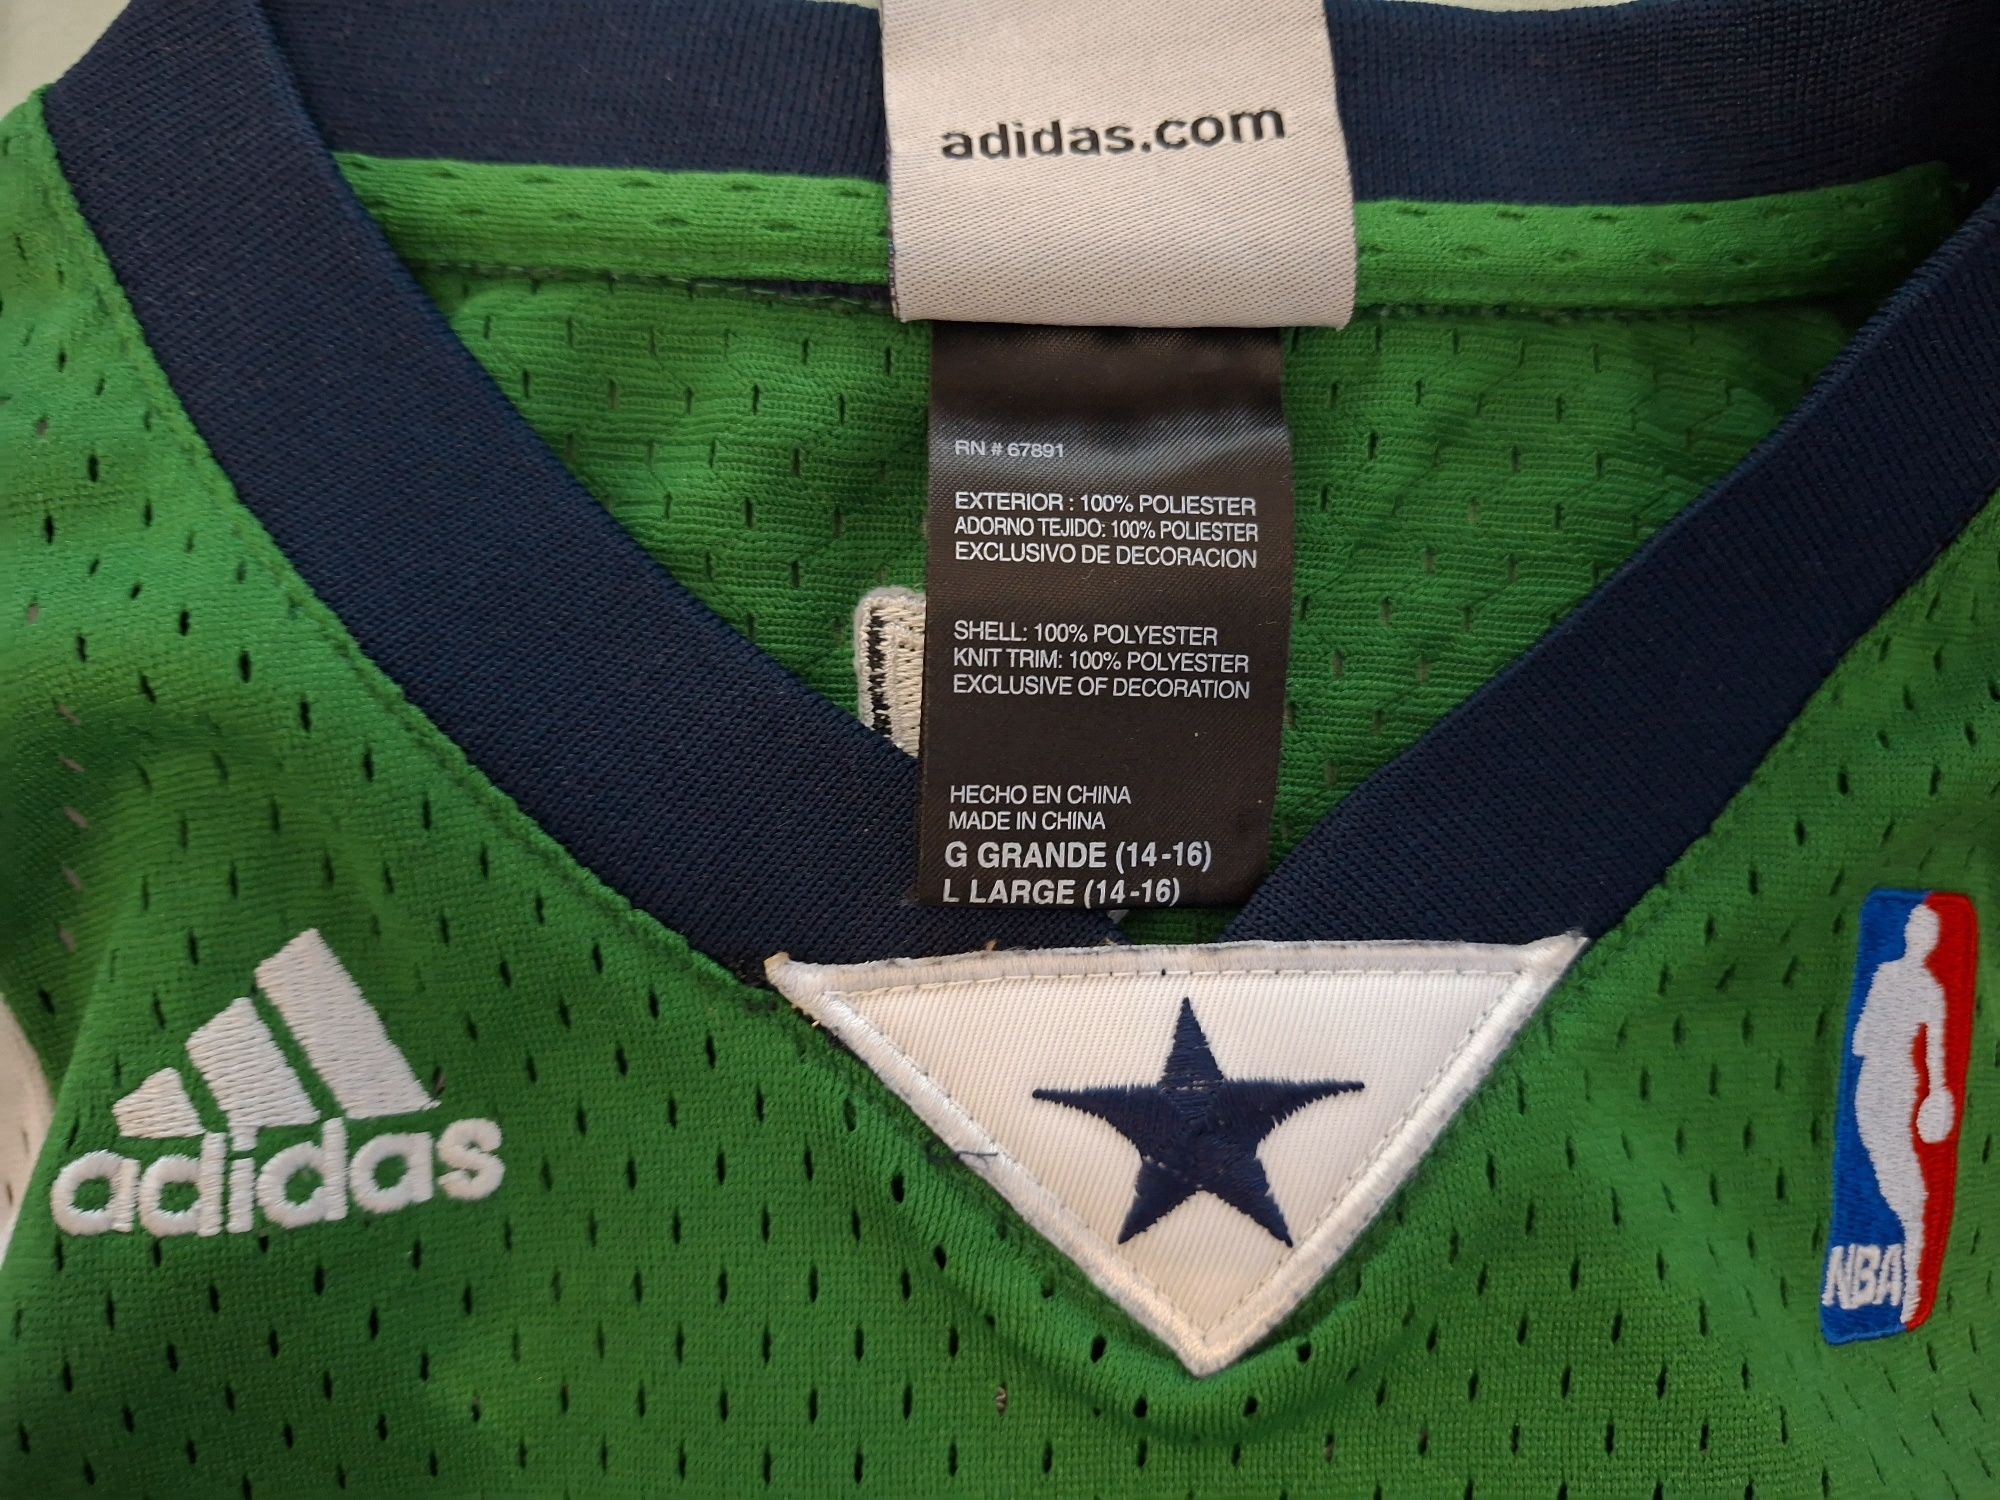 adidas.com
RN # 67891
EXTERIOR : 100% POLIESTER
ADORNO TEJIDO: 100% POLIESTER
EXCLUSIVO DE DECORACION
SHELL: 100% POLYESTER
KNIT TRIM: 100% POLYESTER
EXCLUSIVE OF DECORATION
HECHO EN CHINA
MADE IN CHINA
G GRANDE (14-16)
L LARGE (14-16)
adidas
NBA